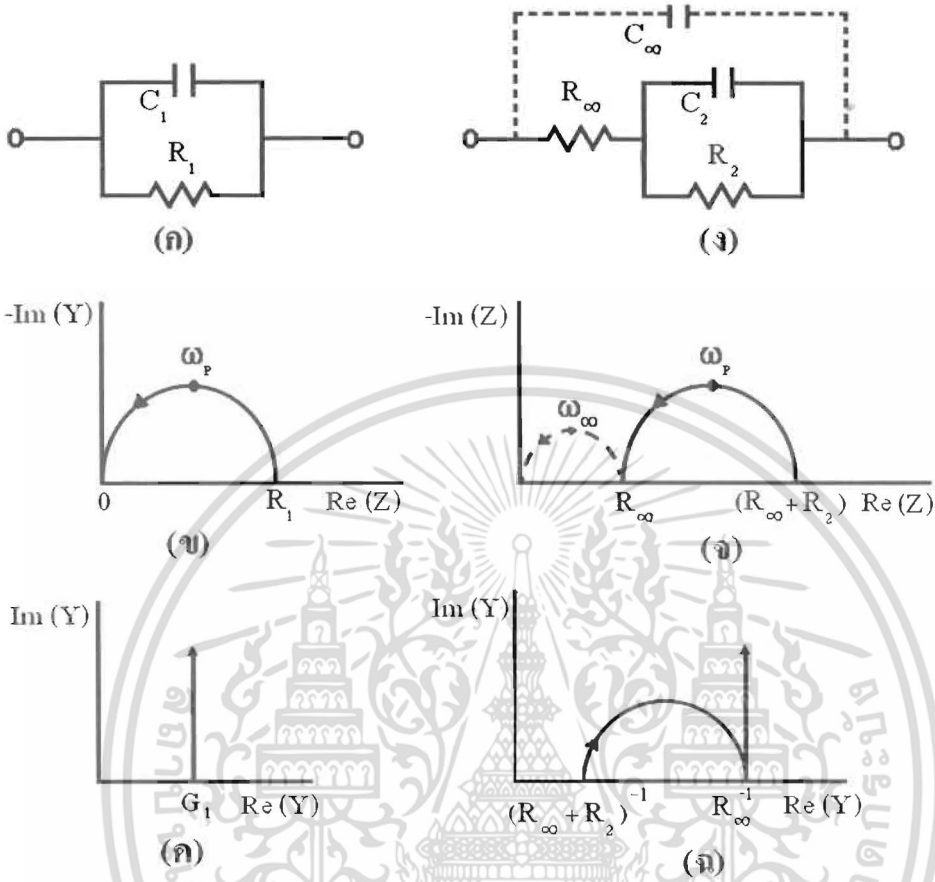 C∞
C₁
R∞
C₂
R₁
R₂
(ก)
(ง)
-Im (Y)
ω_P
0
R₁
Re (Z)
(ข)
-Im (Z)
ω∞
ω_P
R∞
(R∞ + R₂)
Re (Z)
(จ)
Im (Y)
G₁
Re (Y)
(ค)
Im (Y)
(R∞ + R₂)⁻¹
R∞⁻¹
Re (Y)
(ฉ)